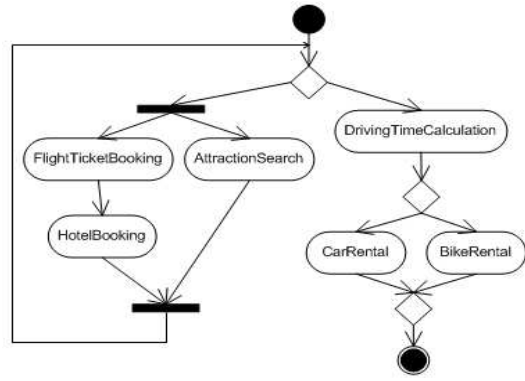 DrivingTimeCalculation
FlightTicketBooking
AttractionSearch
HotelBooking
CarRental
BikeRental